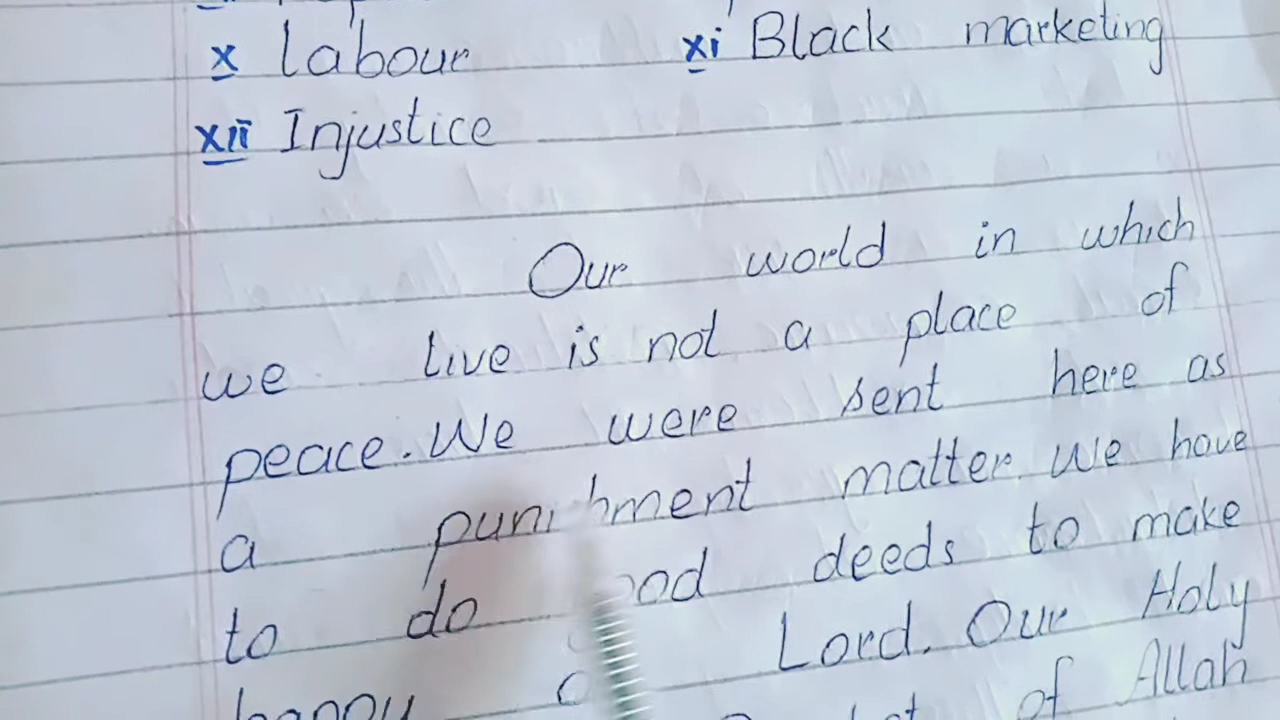 x Labour xi Black marketing
xii Injustice
Our world in which
we live is not a place of
peace. We were sent here as
a matter. We have
to do deeds to make
happy Lord. Our Holy
of Allah